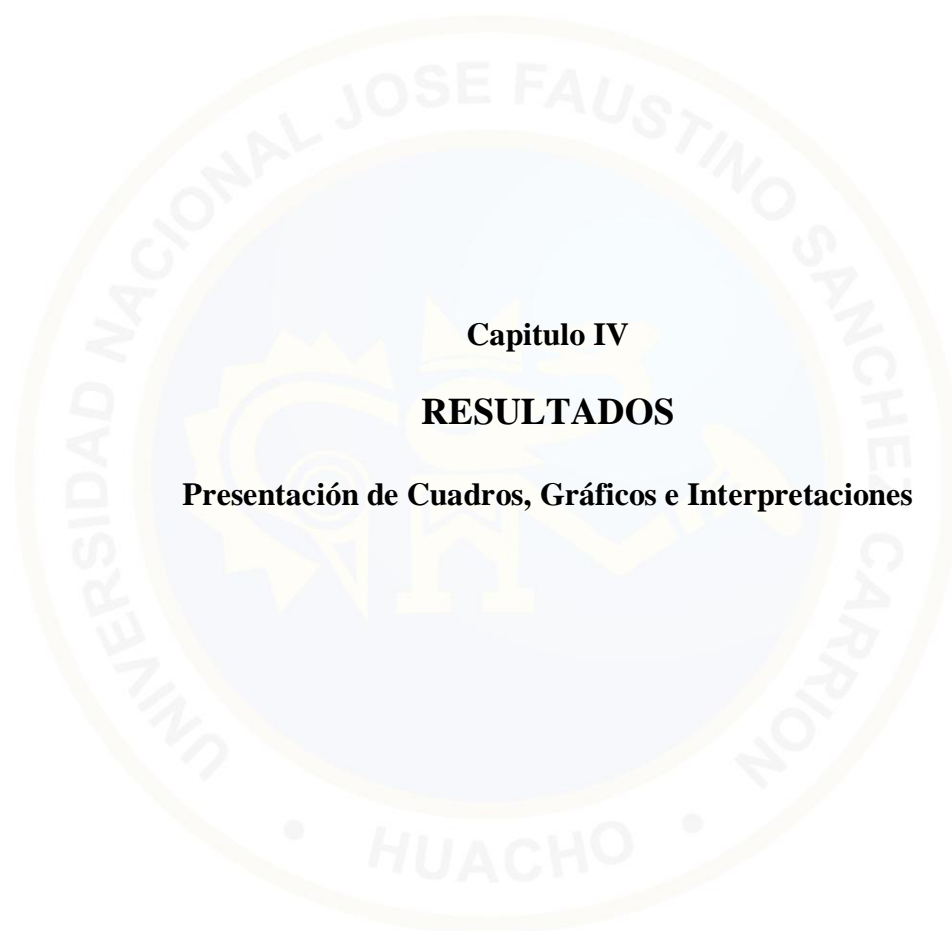 UNIVERSIDAD NACIONAL JOSE FAUSTINO SANCHEZ CARRION
Capitulo IV
RESULTADOS
Presentación de Cuadros, Gráficos e Interpretaciones
• HUACHO •